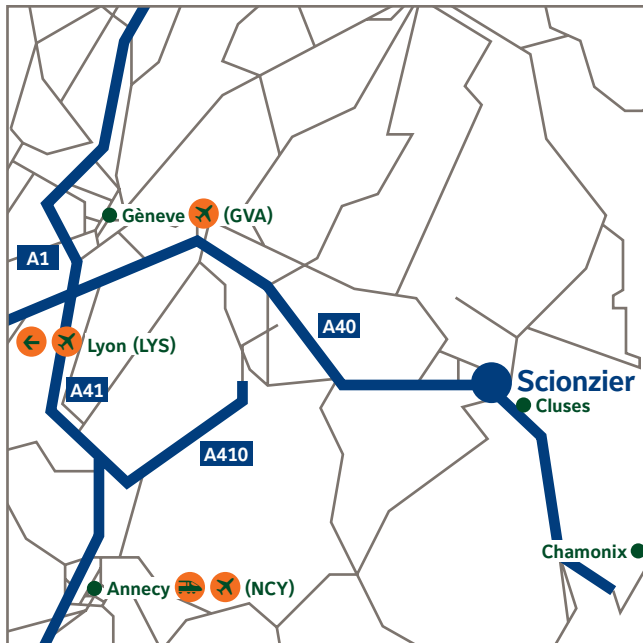 Gèneve (GVA)
A1
A40
Lyon (LYS)
Scionzier
A41
Cluses
A410
Chamonix
Annecy (NCY)